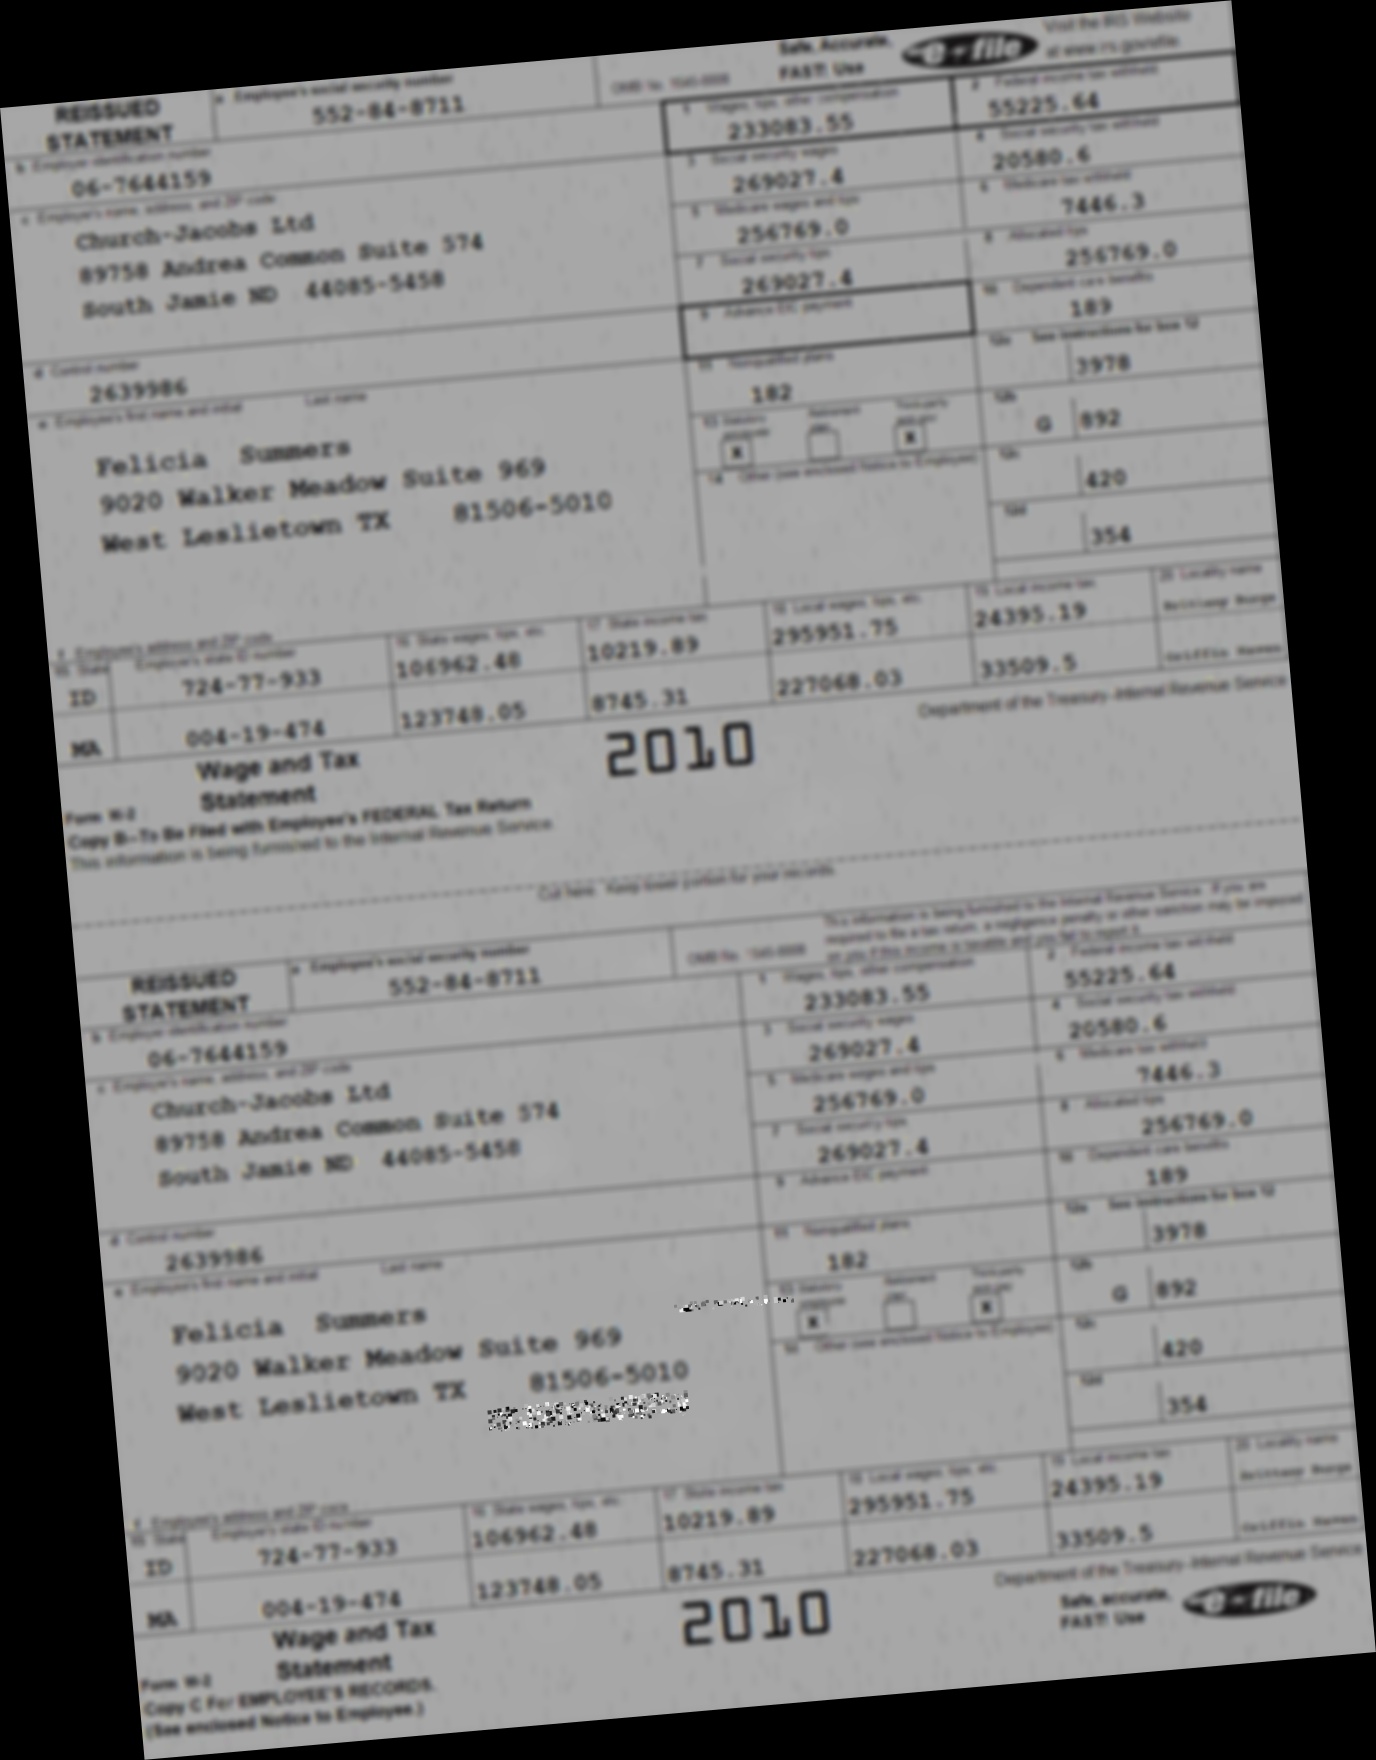 Safe, Accurate, e-file Visit the IRS Website
FAST! Use at www.irs.gov/efile.
REISSUED STATEMENT
a Employee's social security number
552-84-8711
OMB No. 1545-0008
1 Wages, tips, other compensation
233083.55
2 Federal income tax withheld
55225.64
b Employer identification number
06-7644159
3 Social security wages
269027.4
4 Social security tax withheld
20580.6
c Employer's name, address, and ZIP code
Church-Jacobs Ltd
89758 Andrea Common Suite 574
South Jamie ND 44085-5458
5 Medicare wages and tips
256769.0
6 Medicare tax withheld
7446.3
7 Social security tips
269027.4
8 Allocated tips
256769.0
9 Advance EIC payment
10 Dependent care benefits
189
d Control number
2639986
11 Nonqualified plans
182
12a See instructions for box 12
3978
e Employee's first name and initial Last name
Felicia Summers
9020 Walker Meadow Suite 969
West Leslietown TX 81506-5010
13 Statutory employee Retirement plan Third-party sick pay
X X
12b
G 892
14 Other (see enclosed Notice to Employee)
12c
420
12d
354
f Employee's address and ZIP code
15 State Employer's state ID number
16 State wages, tips, etc.
17 State income tax
18 Local wages, tips, etc.
19 Local income tax
20 Locality name
ID 724-77-933 106962.48 10219.89 295951.75 24395.19
MA 004-19-474 123748.05 8745.31 227068.03 33509.5
Form W-2 Wage and Tax Statement
2010
Department of the Treasury-Internal Revenue Service
Copy B-To Be Filed with Employee's FEDERAL Tax Return
This information is being furnished to the Internal Revenue Service.
Cut here. Keep lower portion for your records.
This information is being furnished to the Internal Revenue Service. If you are
required to file a tax return, a negligence penalty or other sanction may be imposed
on you if this income is taxable and you fail to report it.
REISSUED STATEMENT
a Employee's social security number
552-84-8711
OMB No. 1545-0008
1 Wages, tips, other compensation
233083.55
2 Federal income tax withheld
55225.64
b Employer identification number
06-7644159
3 Social security wages
269027.4
4 Social security tax withheld
20580.6
c Employer's name, address, and ZIP code
Church-Jacobs Ltd
89758 Andrea Common Suite 574
South Jamie ND 44085-5458
5 Medicare wages and tips
256769.0
6 Medicare tax withheld
7446.3
7 Social security tips
269027.4
8 Allocated tips
256769.0
9 Advance EIC payment
10 Dependent care benefits
189
d Control number
2639986
11 Nonqualified plans
182
12a See instructions for box 12
3978
e Employee's first name and initial Last name
Felicia Summers
9020 Walker Meadow Suite 969
West Leslietown TX 81506-5010
13 Statutory employee Retirement plan Third-party sick pay
X X
12b
G 892
14 Other (see enclosed Notice to Employee)
12c
420
12d
354
f Employee's address and ZIP code
15 State Employer's state ID number
16 State wages, tips, etc.
17 State income tax
18 Local wages, tips, etc.
19 Local income tax
20 Locality name
ID 724-77-933 106962.48 10219.89 295951.75 24395.19
MA 004-19-474 123748.05 8745.31 227068.03 33509.5
Form W-2 Wage and Tax Statement
2010
Department of the Treasury-Internal Revenue Service
Safe, accurate, FAST! Use e-file
Copy C For EMPLOYEE'S RECORDS.
(See enclosed Notice to Employee.)